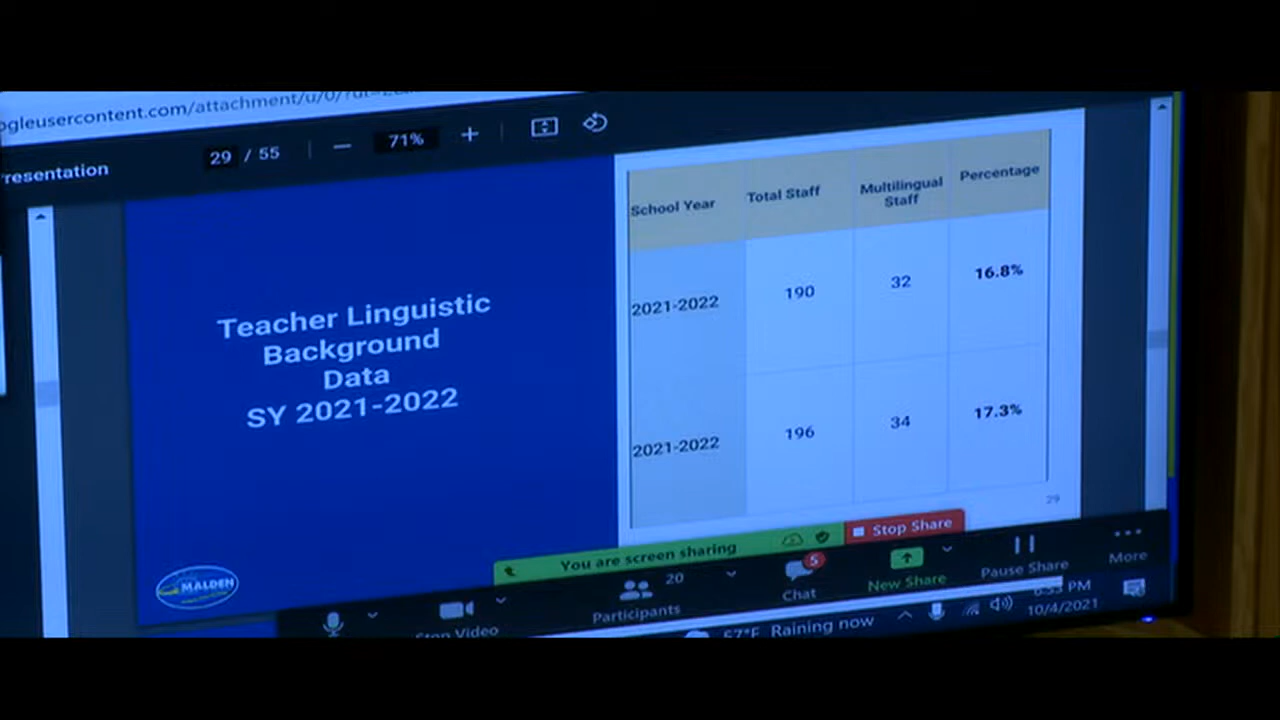 ogleusercontent.com/attachment/u/0/
resentation
29 / 55
71%
Teacher Linguistic
Background
Data
SY 2021-2022
School Year
Total Staff
Multilingual
Staff
Percentage
2021-2022
190
32
16.8%
2021-2022
196
34
17.3%
29
MALDEN
You are screen sharing
Stop Share
Stop Video
Participants
20
Chat
5
New Share
Pause Share
More
57°F Raining now
PM
10/4/2021